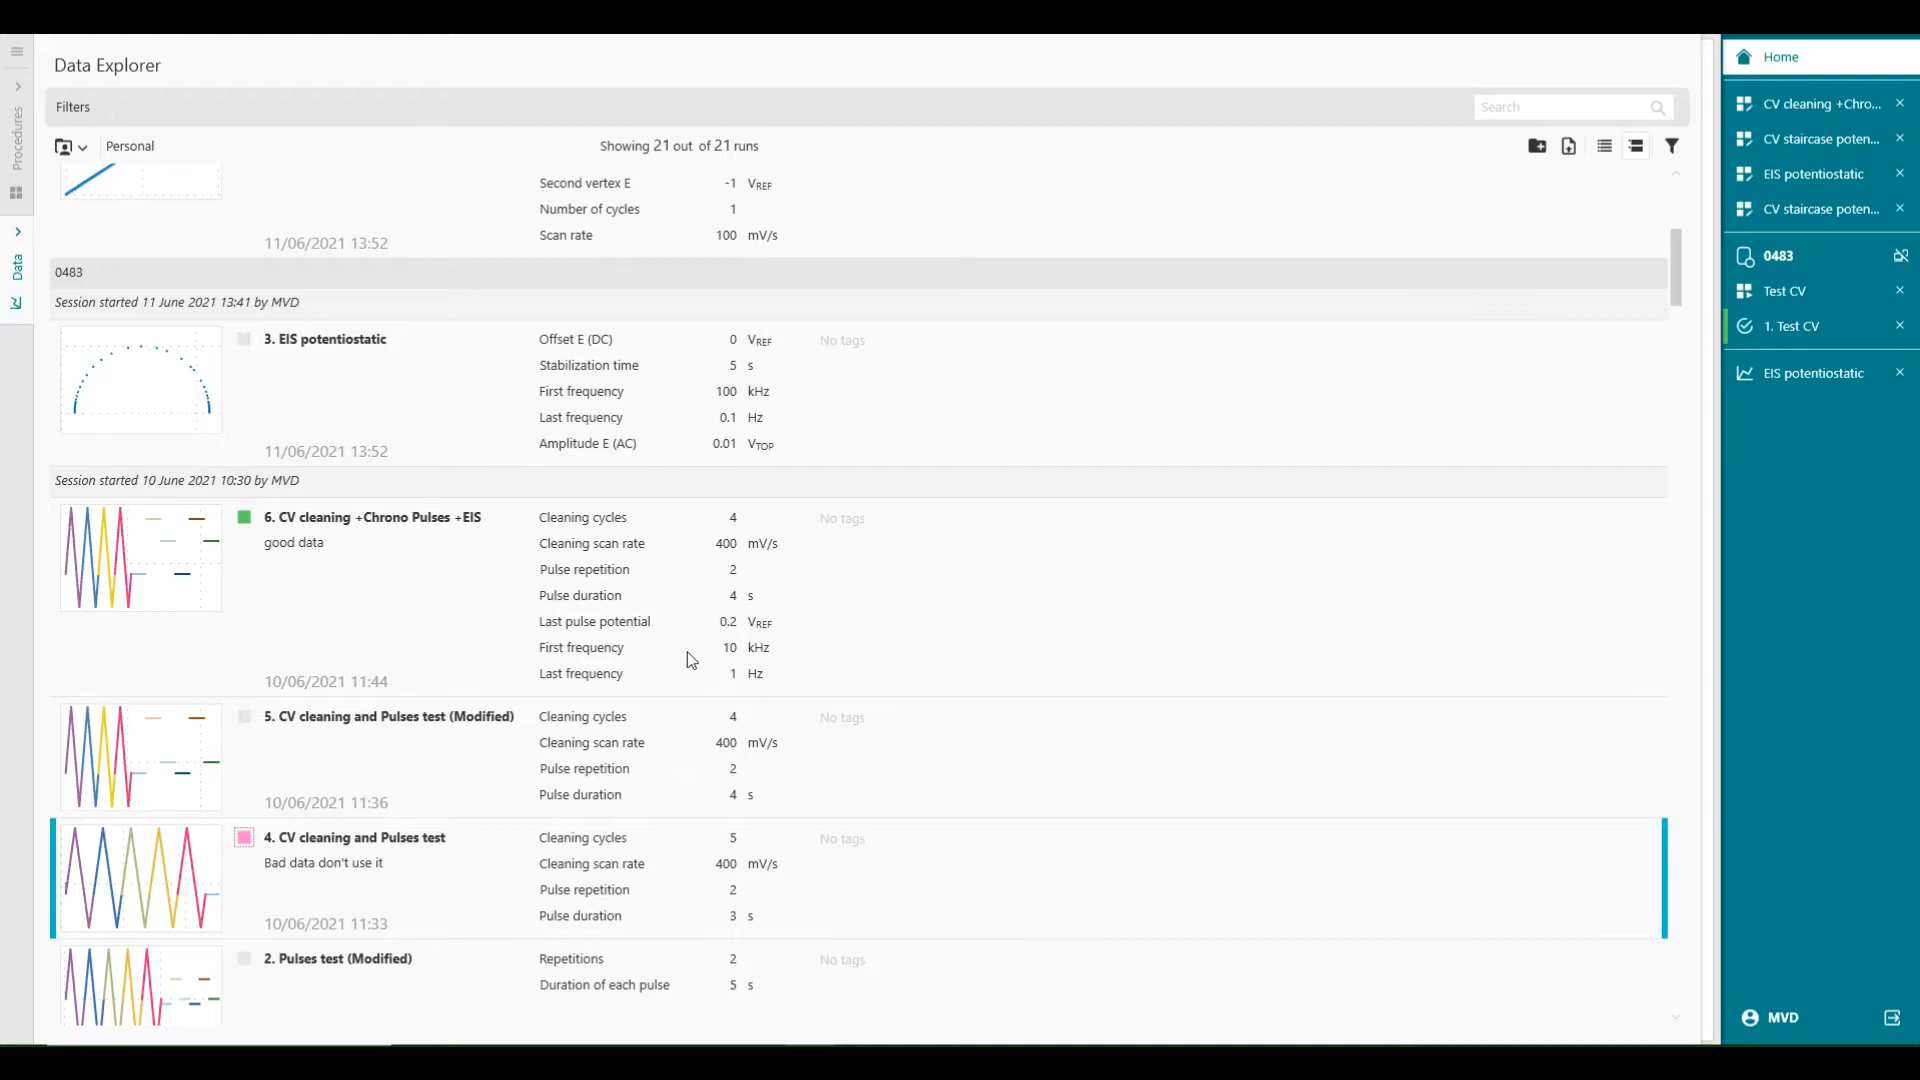 Data Explorer
Filters
Search
Personal
Showing 21 out of 21 runs
Second vertex E -1 VREF
Number of cycles 1
Scan rate 100 mV/s
11/06/2021 13:52
0483
Session started 11 June 2021 13:41 by MVD
3. EIS potentiostatic
Offset E (DC) 0 VREF
No tags
Stabilization time 5 s
First frequency 100 kHz
Last frequency 0.1 Hz
Amplitude E (AC) 0.01 VTOP
11/06/2021 13:52
Session started 10 June 2021 10:30 by MVD
6. CV cleaning +Chrono Pulses +EIS
good data
Cleaning cycles 4
No tags
Cleaning scan rate 400 mV/s
Pulse repetition 2
Pulse duration 4 s
Last pulse potential 0.2 VREF
First frequency 10 kHz
Last frequency 1 Hz
10/06/2021 11:44
5. CV cleaning and Pulses test (Modified)
Cleaning cycles 4
No tags
Cleaning scan rate 400 mV/s
Pulse repetition 2
Pulse duration 4 s
10/06/2021 11:36
4. CV cleaning and Pulses test
Bad data don't use it
Cleaning cycles 5
No tags
Cleaning scan rate 400 mV/s
Pulse repetition 2
Pulse duration 3 s
10/06/2021 11:33
2. Pulses test (Modified)
Repetitions 2
No tags
Duration of each pulse 5 s
Procedures
Data
Home
CV cleaning +Chro...
CV staircase poten...
EIS potentiostatic
CV staircase poten...
0483
Test CV
1. Test CV
EIS potentiostatic
MVD